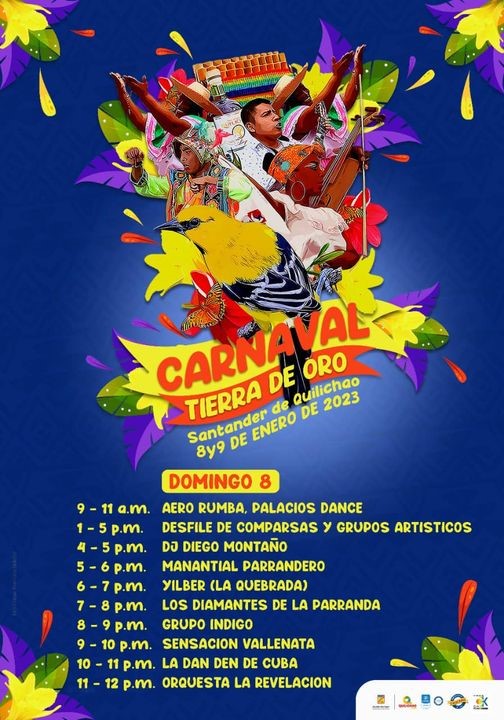 CARNAVAL
TIERRA DE ORO
Santander de Quilichao
8y9 DE ENERO DE 2023
DOMINGO 8
9 - 11 a.m. AERO RUMBA, PALACIOS DANCE
1 - 5 p.m. DESFILE DE COMPARSAS Y GRUPOS ARTISTICOS
4 - 5 p.m. DJ DIEGO MONTAÑO
5 - 6 p.m. MANANTIAL PARRANDERO
6 - 7 p.m. YILBER (LA QUEBRADA)
7 - 8 p.m. LOS DIAMANTES DE LA PARRANDA
8 - 9 p.m. GRUPO INDIGO
9 - 10 p.m. SENSACION VALLENATA
10 - 11 p.m. LA DAN DEN DE CUBA
11 - 12 p.m. ORQUESTA LA REVELACION